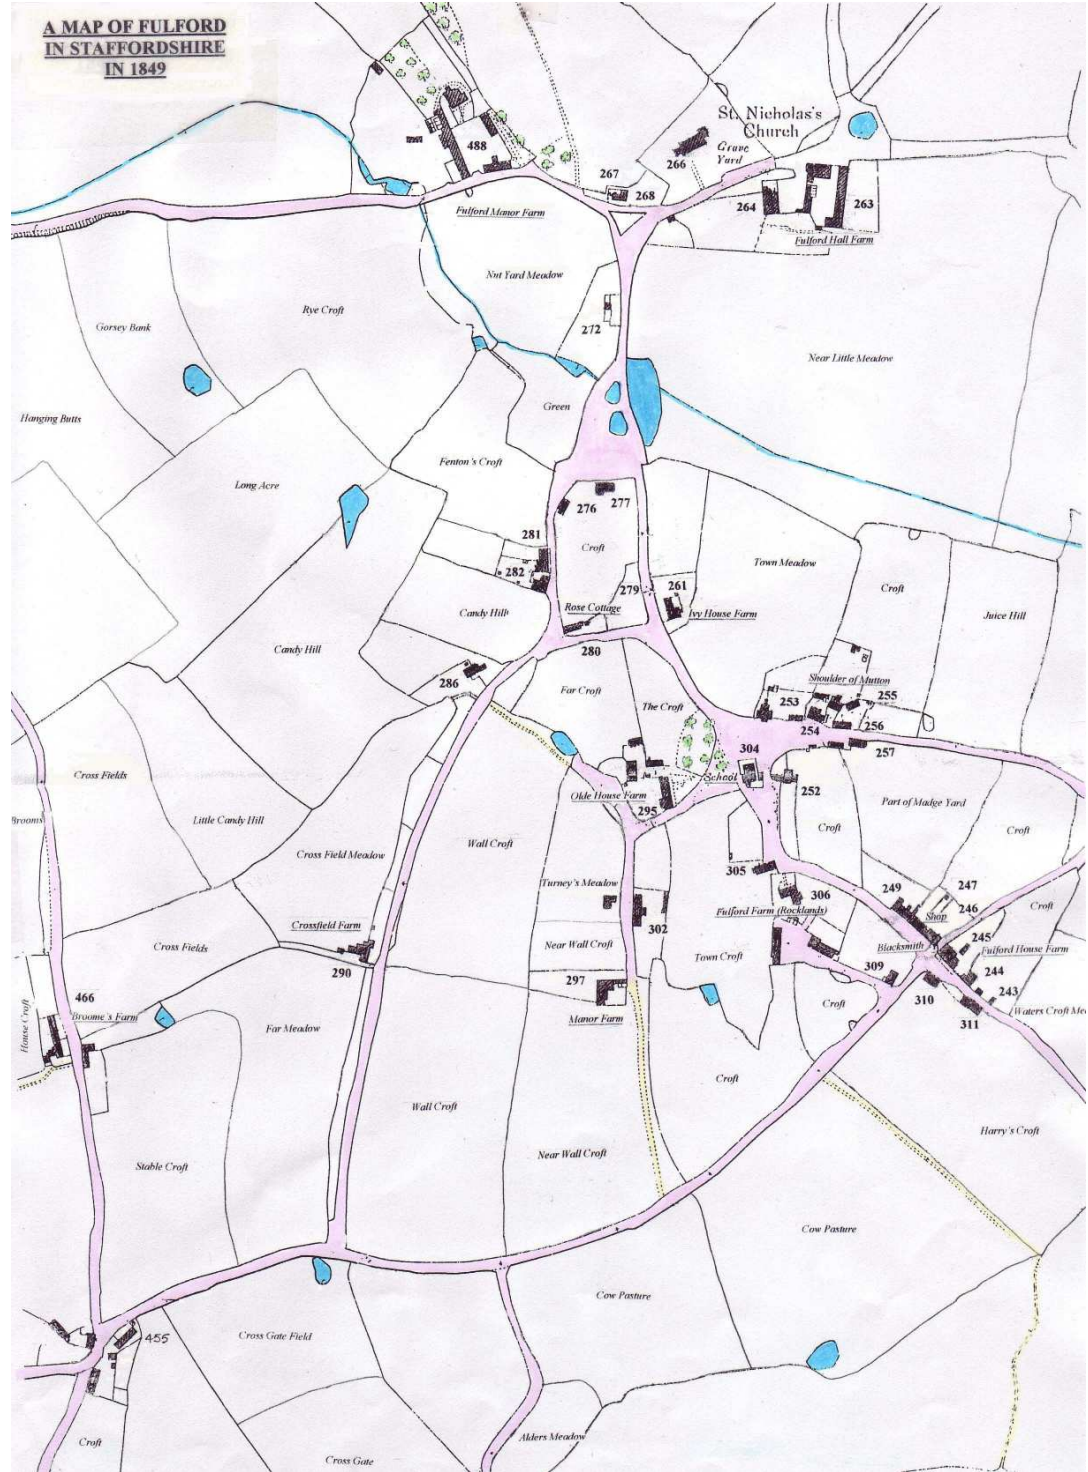 A MAP OF FULFORD
IN STAFFORDSHIRE
IN 1849
St. Nicholas's
Church
Grave
Yard
488
266
267
268
264
263
Fulford Manor Farm
Fulford Hall Farm
Nnt Yard Meadow
Rye Croft
Gorsey Bank
272
Near Little Meadow
Hanging Butts
Green
Fenton's Croft
Long Acre
276
277
281
Croft
282
279
261
Town Meadow
Croft
Candy Hill
Rose Cottage
Ivy House Farm
Juice Hill
280
Candy Hill
286
Far Croft
The Croft
Shoulder of Mutton
253
255
254
256
304
257
Cross Fields
School
252
Olde House Farm
295
Part of Madge Yard
Brooms
Little Candy Hill
Wall Croft
Croft
Croft
Cross Field Meadow
305
Turney's Meadow
306
249
247
246
Croft
Fulford Farm (Rocklands)
Shop
Crossfield Farm
302
245
Cross Fields
Near Wall Croft
Blacksmith
Fulford House Farm
Town Croft
290
297
309
244
310
243
466
Croft
311
Broome's Farm
Manor Farm
Waters Croft Me
House Croft
Far Meadow
Croft
Wall Croft
Harry's Croft
Near Wall Croft
Stable Croft
Cow Pasture
Cow Pasture
455
Cross Gate Field
Croft
Alders Meadow
Cross Gate